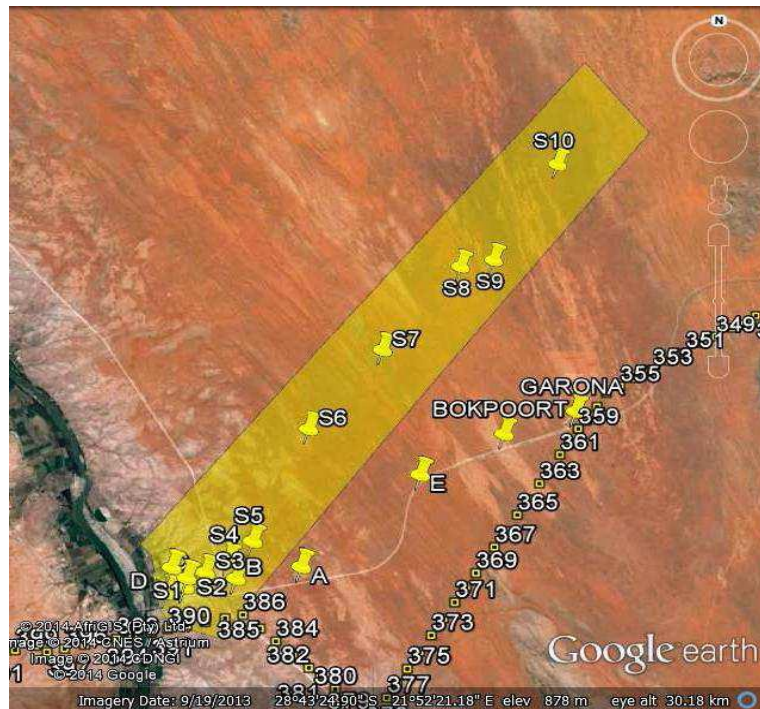 N
S10
S8
S9
S7
349
351
353
355
GARONA
BOKPOORT
359
361
S6
E
363
365
S5
S4
367
S3
B
A
D
S1
S2
369
371
390
386
385
384
373
382
375
380
381
377
© 2014 AfriGIS (Pty) Ltd
Image © 2014 CNES / Astrium
Image © 2014 CDNGI
© 2014 Google
Google earth
Imagery Date: 9/19/2013 28°43'24.90" S 21°52'21.18" E elev 878 m eye alt 30.18 km